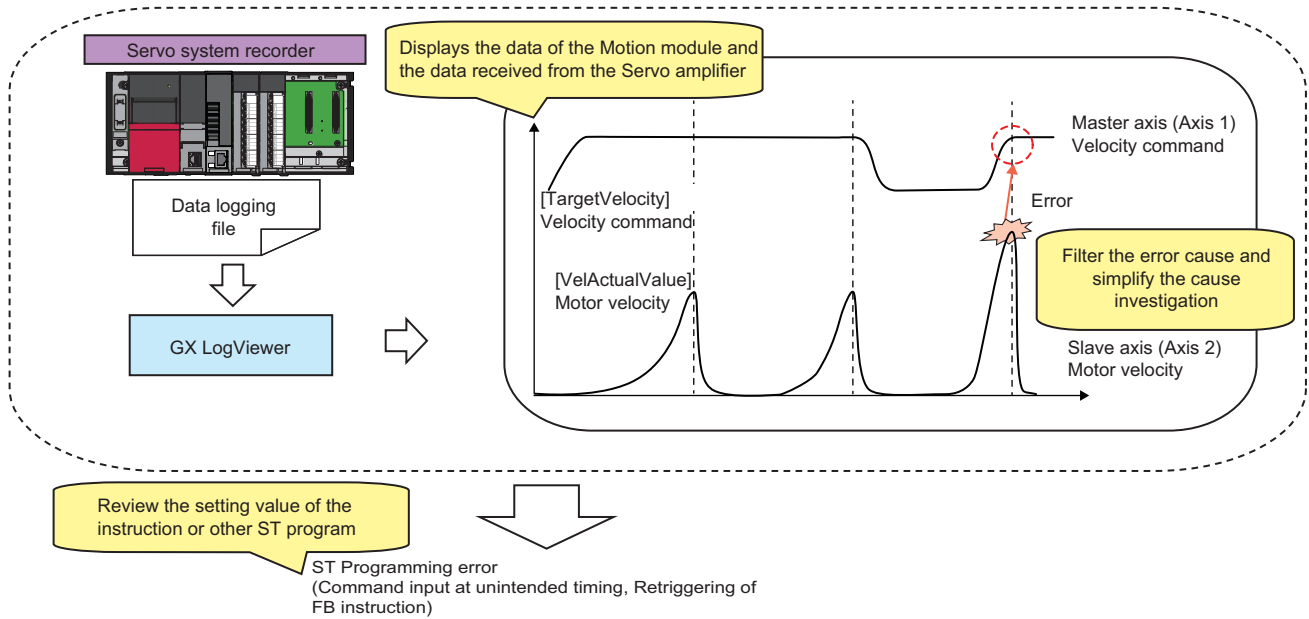 Servo system recorder
Displays the data of the Motion module and
the data received from the Servo amplifier
Data logging
file
GX LogViewer
Master axis (Axis 1)
Velocity command
[TargetVelocity]
Velocity command
Error
Filter the error cause and
simplify the cause
investigation
[VelActualValue]
Motor velocity
Slave axis (Axis 2)
Motor velocity
Review the setting value of the
instruction or other ST program
ST Programming error
(Command input at unintended timing, Retriggering of
FB instruction)